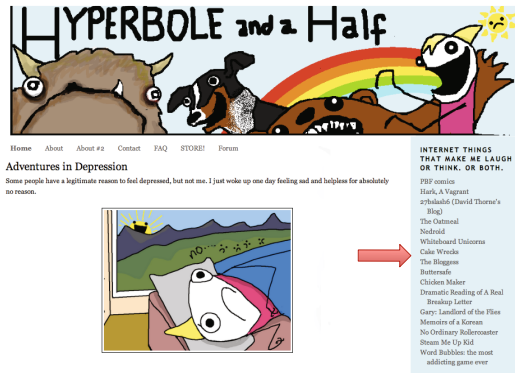 HYPERBOLE and a Half
Home About About #2 Contact FAQ STORE! Forum
Adventures in Depression
Some people have a legitimate reason to feel depressed, but not me. I just woke up one day feeling sad and helpless for absolutely
no reason.
no....
INTERNET THINGS
THAT MAKE ME LAUGH
OR THINK. OR BOTH.
PBF comics
Hark, A Vagrant
27bslash6 (David Thorne's
Blog)
The Oatmeal
Nedroid
Whiteboard Unicorns
Cake Wrecks
The Bloggess
Buttersafe
Chicken Maker
Dramatic Reading of A Real
Breakup Letter
Gary: Landlord of the Flies
Memoirs of a Korean
No Ordinary Rollercoaster
Steam Me Up Kid
Word Bubbles: the most
addicting game ever